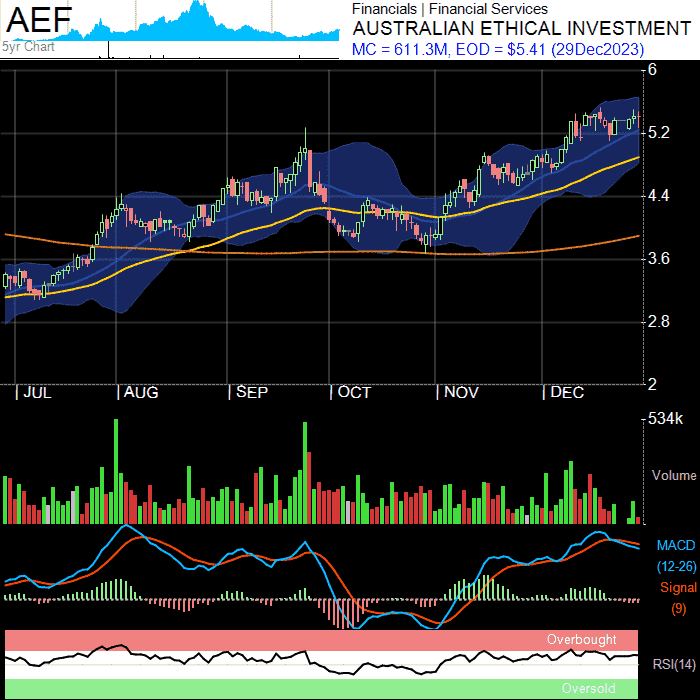 AEF
5yr Chart
Financials | Financial Services
AUSTRALIAN ETHICAL INVESTMENT
MC = 611.3M, EOD = $5.41 (29Dec2023)
6
5.2
4.4
3.6
2.8
2
JUL AUG SEP OCT NOV DEC
534k
Volume
MACD
(12-26)
Signal
(9)
Overbought
RSI(14)
Oversold